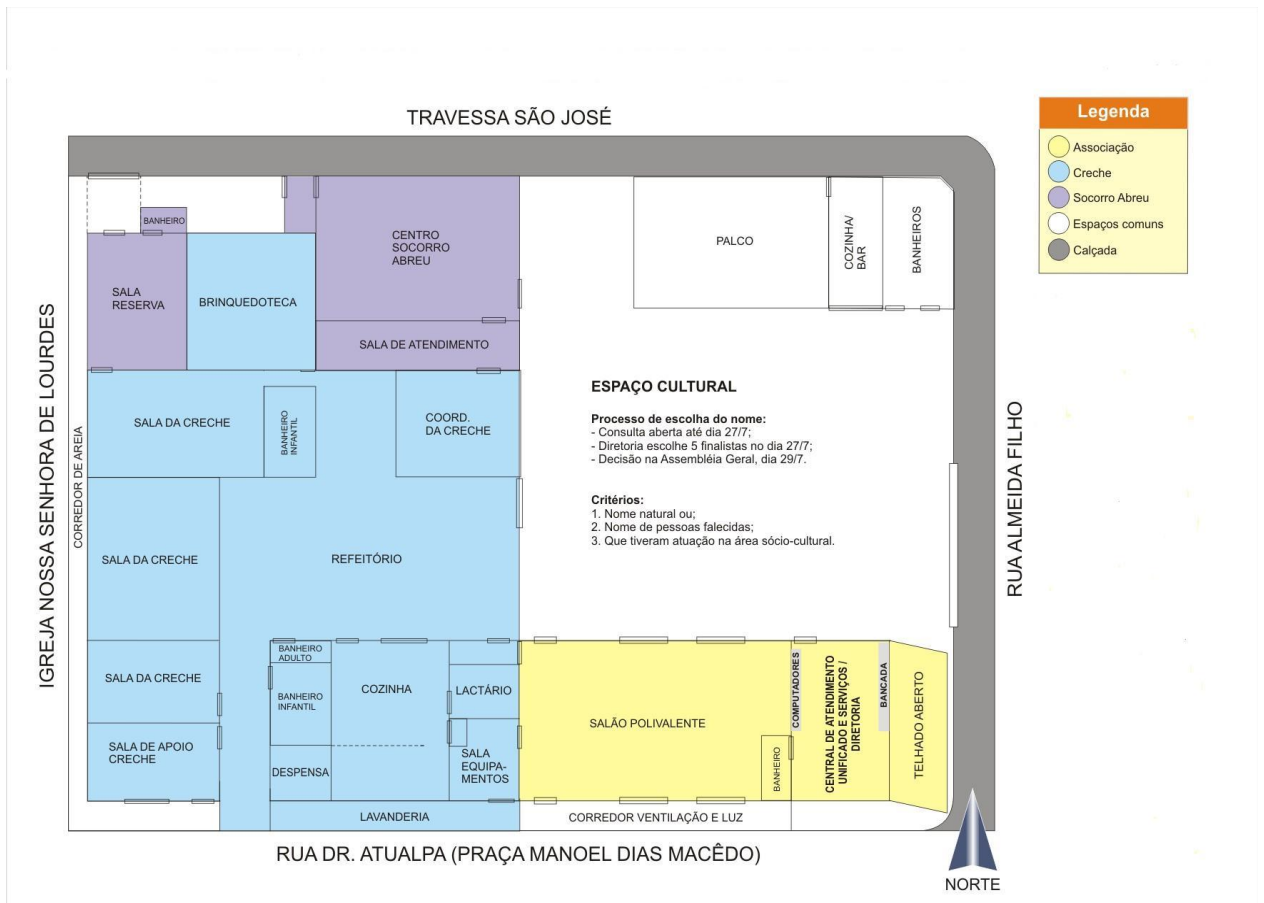 TRAVESSA SÃO JOSÉ
Legenda
Associação
Creche
Socorro Abreu
Espaços comuns
Calçada
BANHEIRO
SALA
RESERVA
BRINQUEDOTECA
CENTRO
SOCORRO
ABREU
SALA DE ATENDIMENTO
PALCO
COZINHA/
BAR
BANHEIROS
IGREJA NOSSA SENHORA DE LOURDES
CORREDOR DE AREIA
SALA DA CRECHE
BANHEIRO
INFANTIL
COORD.
DA CRECHE
ESPAÇO CULTURAL
Processo de escolha do nome:
- Consulta aberta até dia 27/7;
- Diretoria escolhe 5 finalistas no dia 27/7;
- Decisão na Assembléia Geral, dia 29/7.
Critérios:
1. Nome natural ou;
2. Nome de pessoas falecidas;
3. Que tiveram atuação na área sócio-cultural.
RUA ALMEIDA FILHO
SALA DA CRECHE
REFEITÓRIO
SALA DA CRECHE
SALA DE APOIO
CRECHE
BANHEIRO
ADULTO
BANHEIRO
INFANTIL
DESPENSA
COZINHA
LACTÁRIO
SALA
EQUIPA-
MENTOS
LAVANDERIA
SALÃO POLIVALENTE
BANHEIRO
COMPUTADORES
CENTRAL DE ATENDIMENTO
UNIFICADO E SERVIÇOS /
DIRETORIA
BANCADA
TELHADO ABERTO
CORREDOR VENTILAÇÃO E LUZ
RUA DR. ATUALPA (PRAÇA MANOEL DIAS MACÊDO)
NORTE